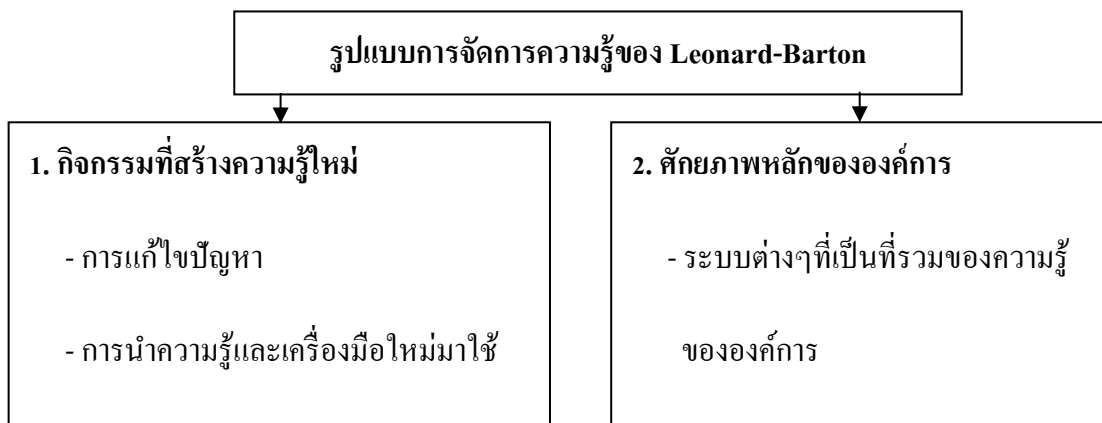 รูปแบบการจัดการความรู้ของ Leonard-Barton
1. กิจกรรมที่สร้างความรู้ใหม่
- การแก้ไขปัญหา
- การนำความรู้และเครื่องมือใหม่มาใช้
2. ศักยภาพหลักขององค์การ
- ระบบต่างๆที่เป็นที่รวมของความรู้
ขององค์การ